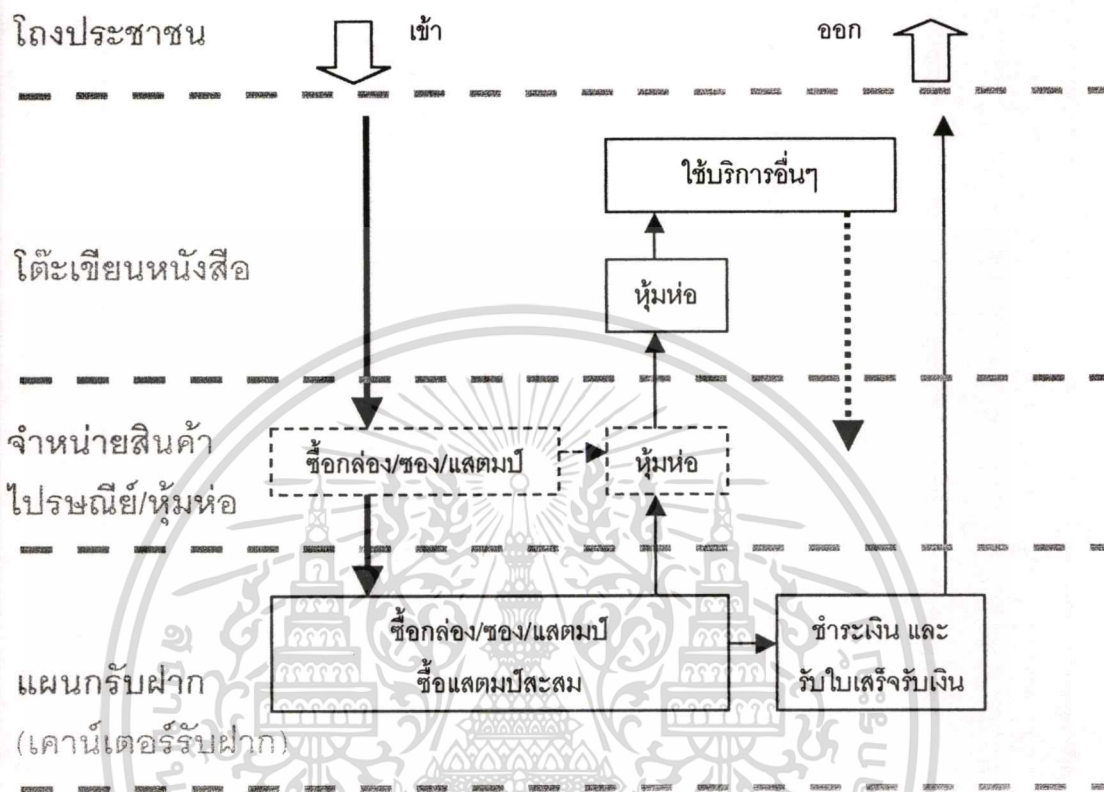 โถงประชาชน
เข้า
ออก
ใช้บริการอื่นๆ
โต๊ะเขียนหนังสือ
หุ้มห่อ
จำหน่ายสินค้า
ไปรษณีย์/หุ้มห่อ
ซื้อกล่อง/ซอง/แสตมป์
หุ้มห่อ
ซื้อกล่อง/ซอง/แสตมป์
ซื้อแสตมป์สะสม
ชำระเงิน และ
รับใบเสร็จรับเงิน
แผนกรับฝาก
(เคาน์เตอร์รับฝาก)